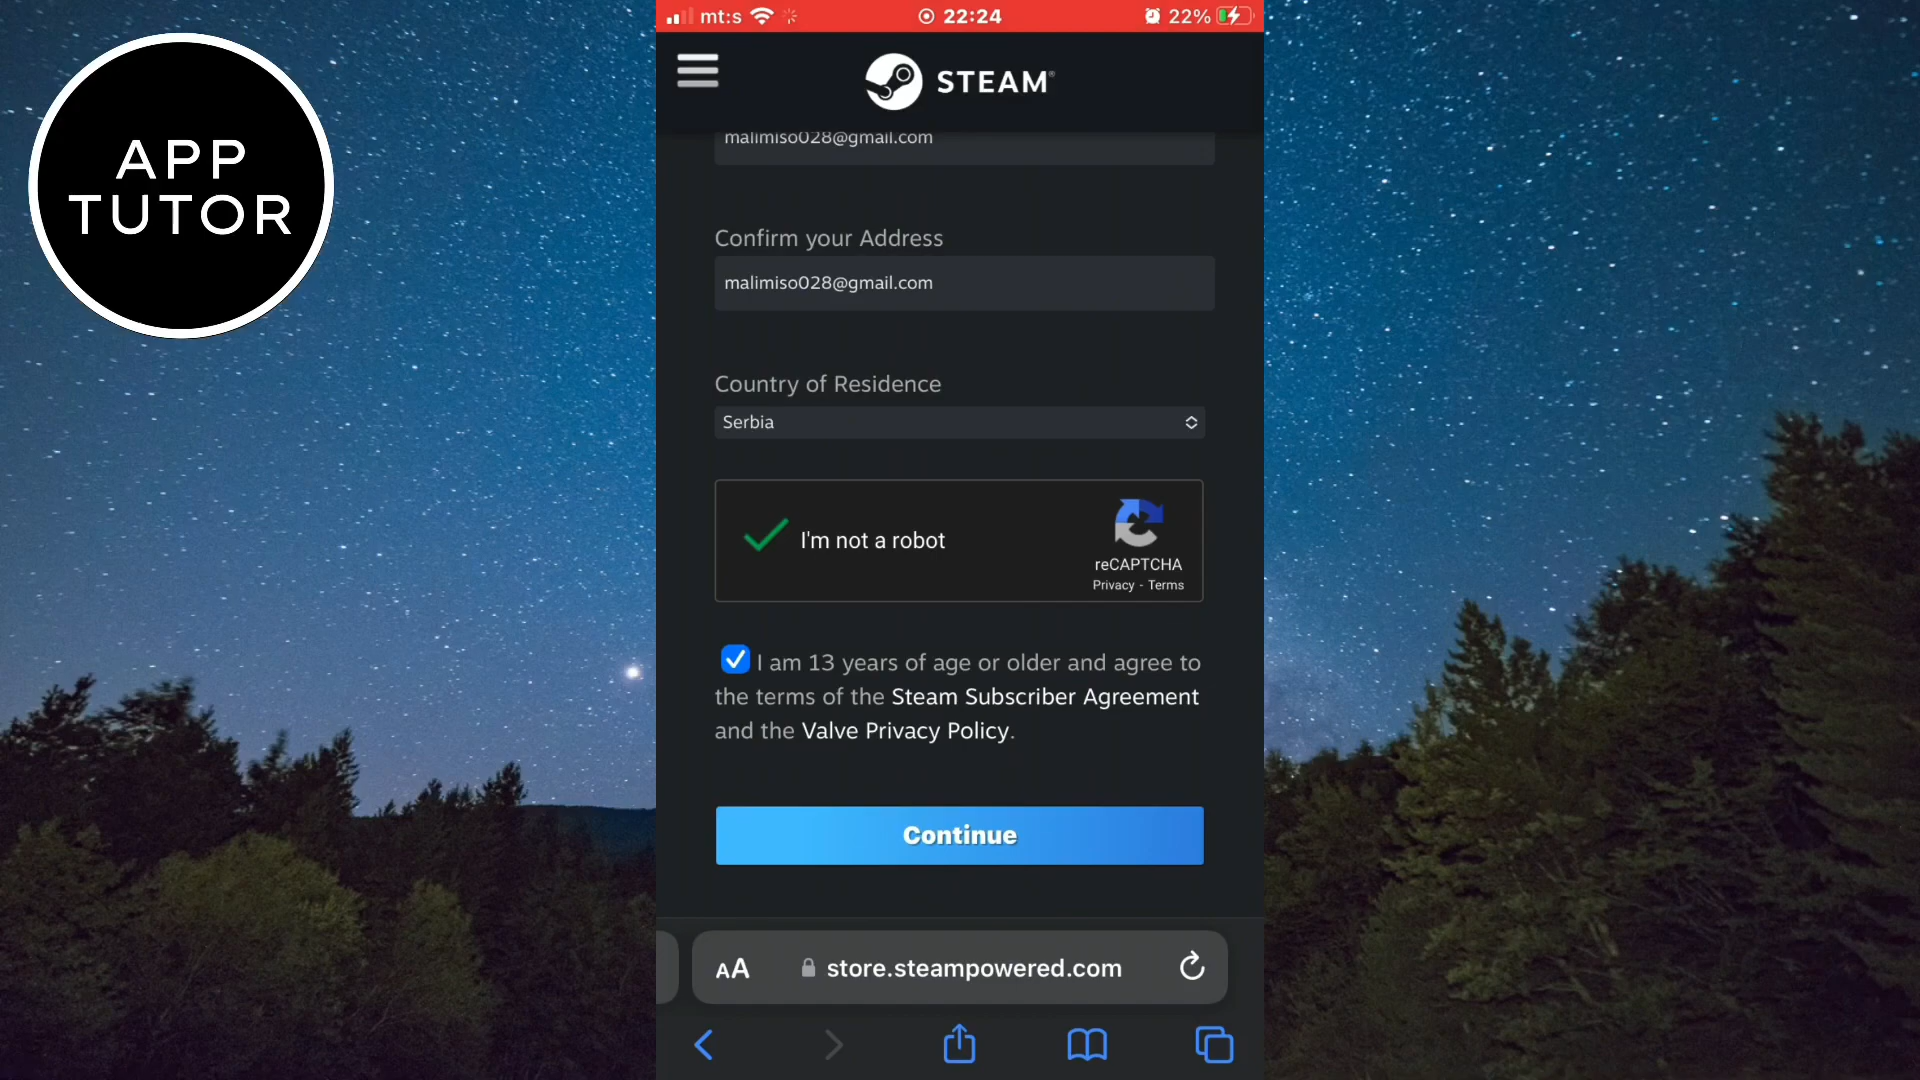 APP
TUTOR
mt:s
22:24
22%
STEAM®
malimiso028@gmail.com
Confirm your Address
malimiso028@gmail.com
Country of Residence
Serbia
I'm not a robot
reCAPTCHA
Privacy - Terms
I am 13 years of age or older and agree to
the terms of the Steam Subscriber Agreement
and the Valve Privacy Policy.
Continue
AA
store.steampowered.com